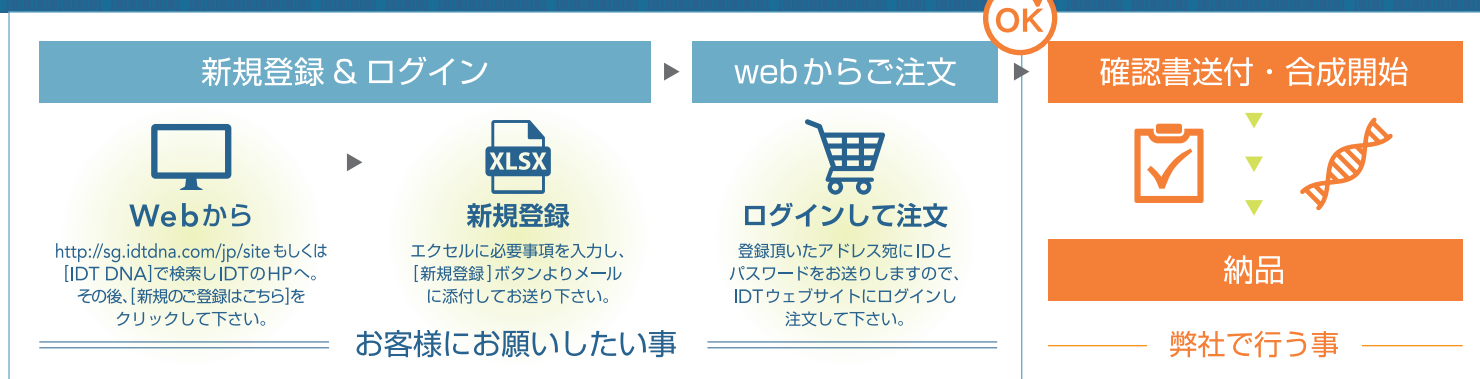 OK
新規登録 & ログイン
webからご注文
確認書送付・合成開始
Webから
http://sg.idtdna.com/jp/siteもしくは
[IDT DNA]で検索しIDTのHPへ。
その後、[新規のご登録はこちら]を
クリックして下さい。
XLSX
新規登録
エクセルに必要事項を入力し、
[新規登録]ボタンよりメール
に添付してお送り下さい。
ログインして注文
登録頂いたアドレス宛にIDと
パスワードをお送りしますので、
IDTウェブサイトにログインし
注文して下さい。
納品
お客様にお願いしたい事
弊社で行う事